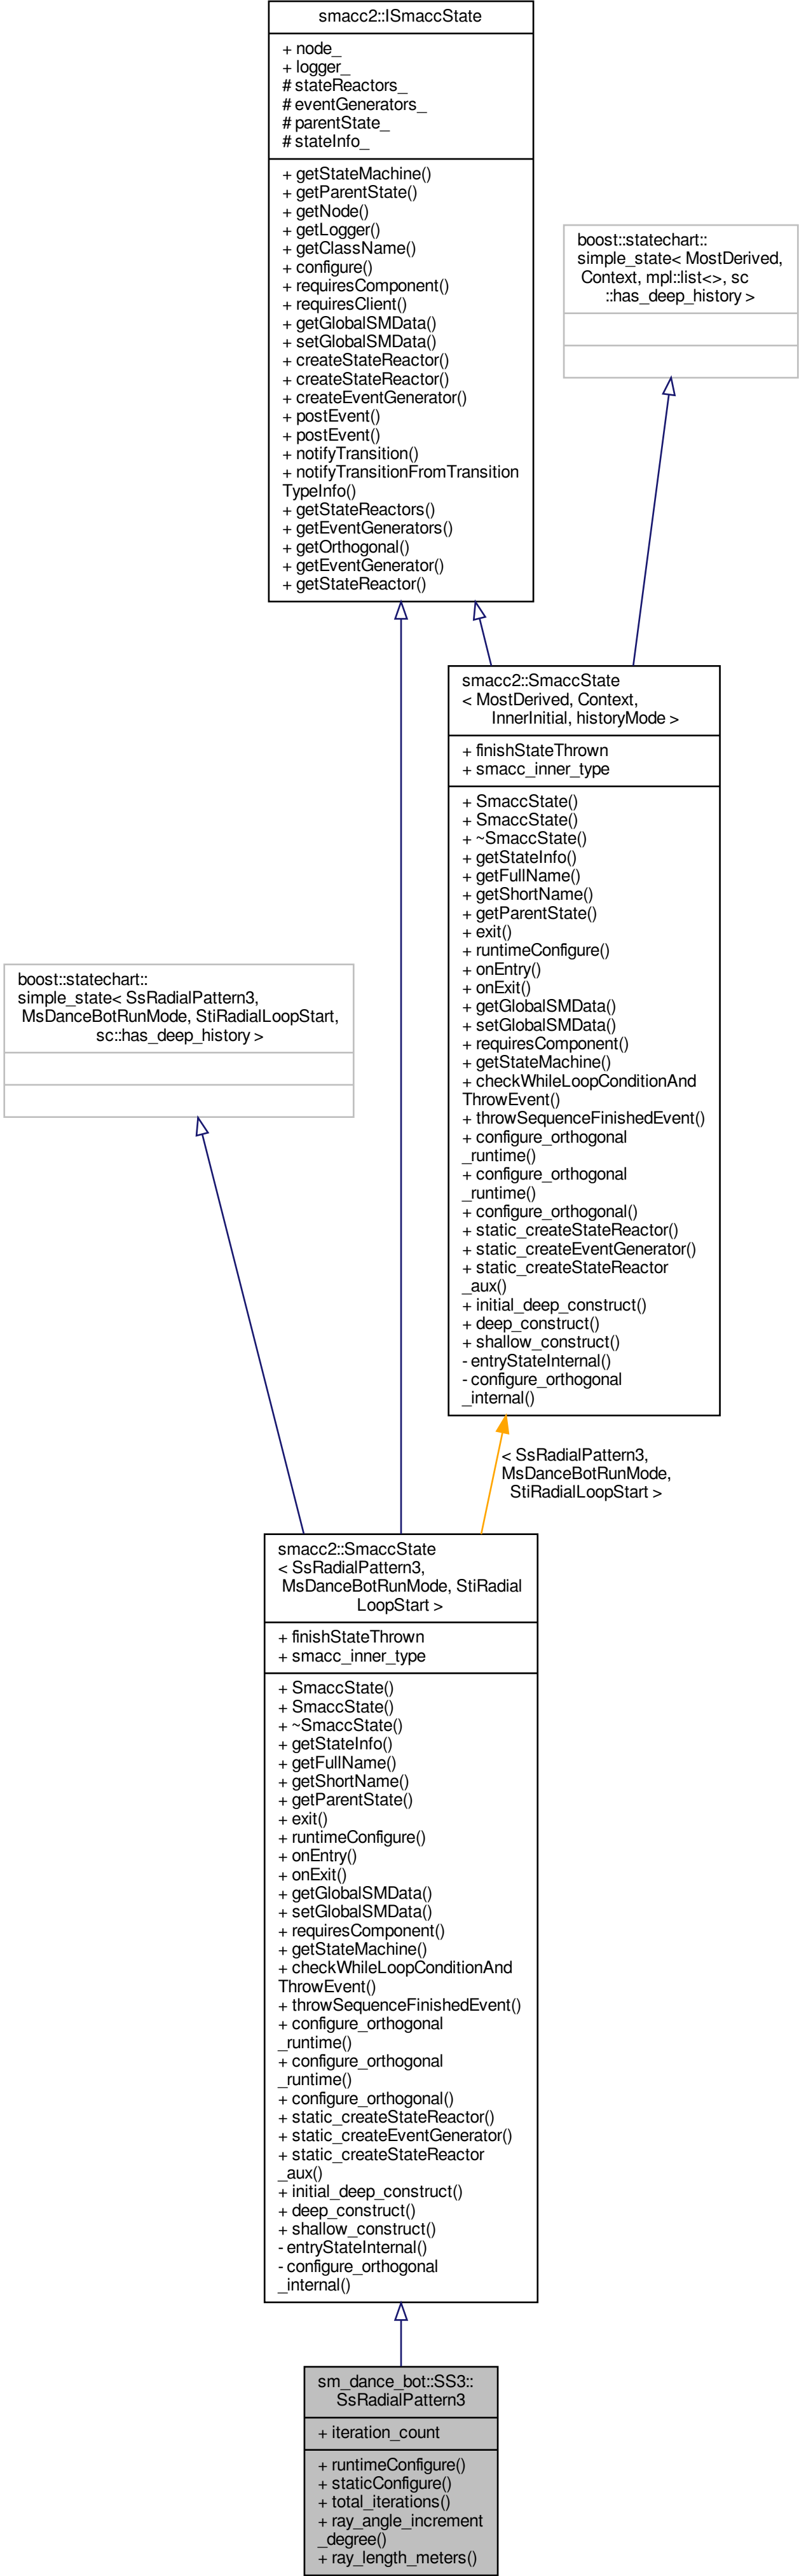 smacc2::ISmaccState
+ node_
+ logger_
# stateReactors_
# eventGenerators_
# parentState_
# stateInfo_
+ getStateMachine()
+ getParentState()
+ getNode()
+ getLogger()
+ getClassName()
+ configure()
+ requiresComponent()
+ requiresClient()
+ getGlobalSMData()
+ setGlobalSMData()
+ createStateReactor()
+ createStateReactor()
+ createEventGenerator()
+ postEvent()
+ postEvent()
+ notifyTransition()
+ notifyTransitionFromTransition
TypeInfo()
+ getStateReactors()
+ getEventGenerators()
+ getOrthogonal()
+ getEventGenerator()
+ getStateReactor()
boost::statechart::
simple_state< MostDerived,
Context, mpl::list<>, sc
::has_deep_history >
smacc2::SmaccState
< MostDerived, Context,
InnerInitial, historyMode >
+ finishStateThrown
+ smacc_inner_type
+ SmaccState()
+ SmaccState()
+ ~SmaccState()
+ getStateInfo()
+ getFullName()
+ getShortName()
+ getParentState()
+ exit()
+ runtimeConfigure()
+ onEntry()
+ onExit()
+ getGlobalSMData()
+ setGlobalSMData()
+ requiresComponent()
+ getStateMachine()
+ checkWhileLoopConditionAnd
ThrowEvent()
+ throwSequenceFinishedEvent()
+ configure_orthogonal
_runtime()
+ configure_orthogonal
_runtime()
+ configure_orthogonal()
+ static_createStateReactor()
+ static_createEventGenerator()
+ static_createStateReactor
_aux()
+ initial_deep_construct()
+ deep_construct()
+ shallow_construct()
- entryStateInternal()
- configure_orthogonal
_internal()
boost::statechart::
simple_state< SsRadialPattern3,
MsDanceBotRunMode, StiRadialLoopStart,
sc::has_deep_history >
< SsRadialPattern3,
MsDanceBotRunMode,
StiRadialLoopStart >
smacc2::SmaccState
< SsRadialPattern3,
MsDanceBotRunMode, StiRadial
LoopStart >
+ finishStateThrown
+ smacc_inner_type
+ SmaccState()
+ SmaccState()
+ ~SmaccState()
+ getStateInfo()
+ getFullName()
+ getShortName()
+ getParentState()
+ exit()
+ runtimeConfigure()
+ onEntry()
+ onExit()
+ getGlobalSMData()
+ setGlobalSMData()
+ requiresComponent()
+ getStateMachine()
+ checkWhileLoopConditionAnd
ThrowEvent()
+ throwSequenceFinishedEvent()
+ configure_orthogonal
_runtime()
+ configure_orthogonal
_runtime()
+ configure_orthogonal()
+ static_createStateReactor()
+ static_createEventGenerator()
+ static_createStateReactor
_aux()
+ initial_deep_construct()
+ deep_construct()
+ shallow_construct()
- entryStateInternal()
- configure_orthogonal
_internal()
sm_dance_bot::SS3::
SsRadialPattern3
+ iteration_count
+ runtimeConfigure()
+ staticConfigure()
+ total_iterations()
+ ray_angle_increment
_degree()
+ ray_length_meters()